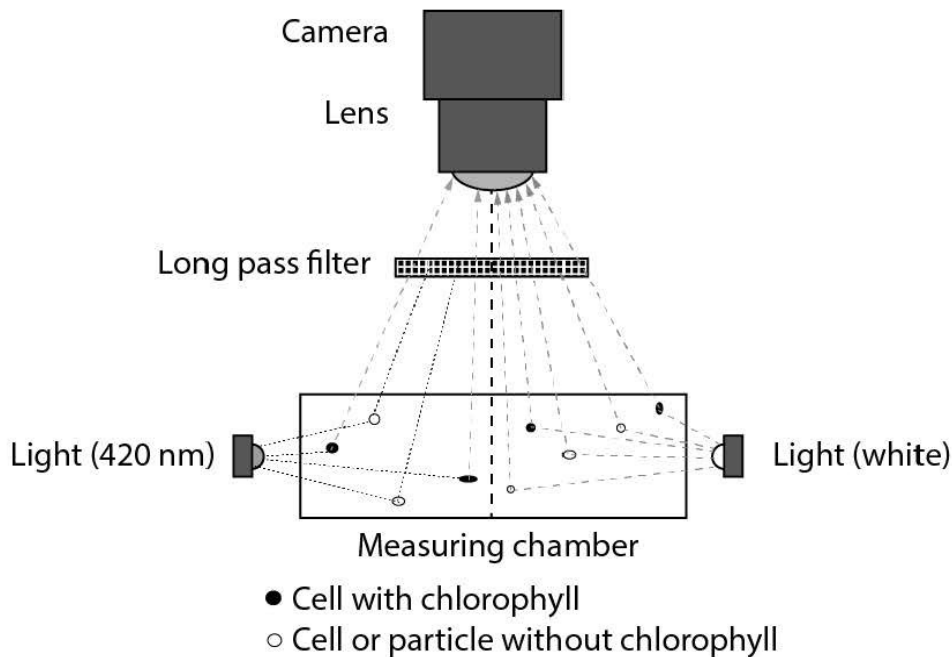 Camera
Lens
Long pass filter
Light (420 nm)
Light (white)
Measuring chamber
Cell with chlorophyll
Cell or particle without chlorophyll